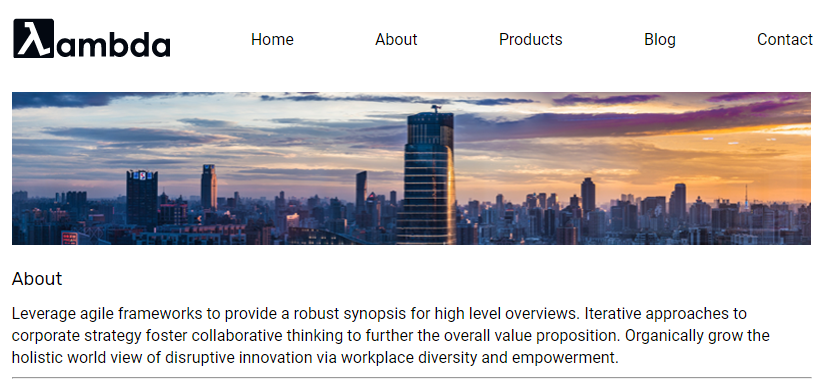 λambda
Home About Products Blog Contact
About
Leverage agile frameworks to provide a robust synopsis for high level overviews. Iterative approaches to
corporate strategy foster collaborative thinking to further the overall value proposition. Organically grow the
holistic world view of disruptive innovation via workplace diversity and empowerment.